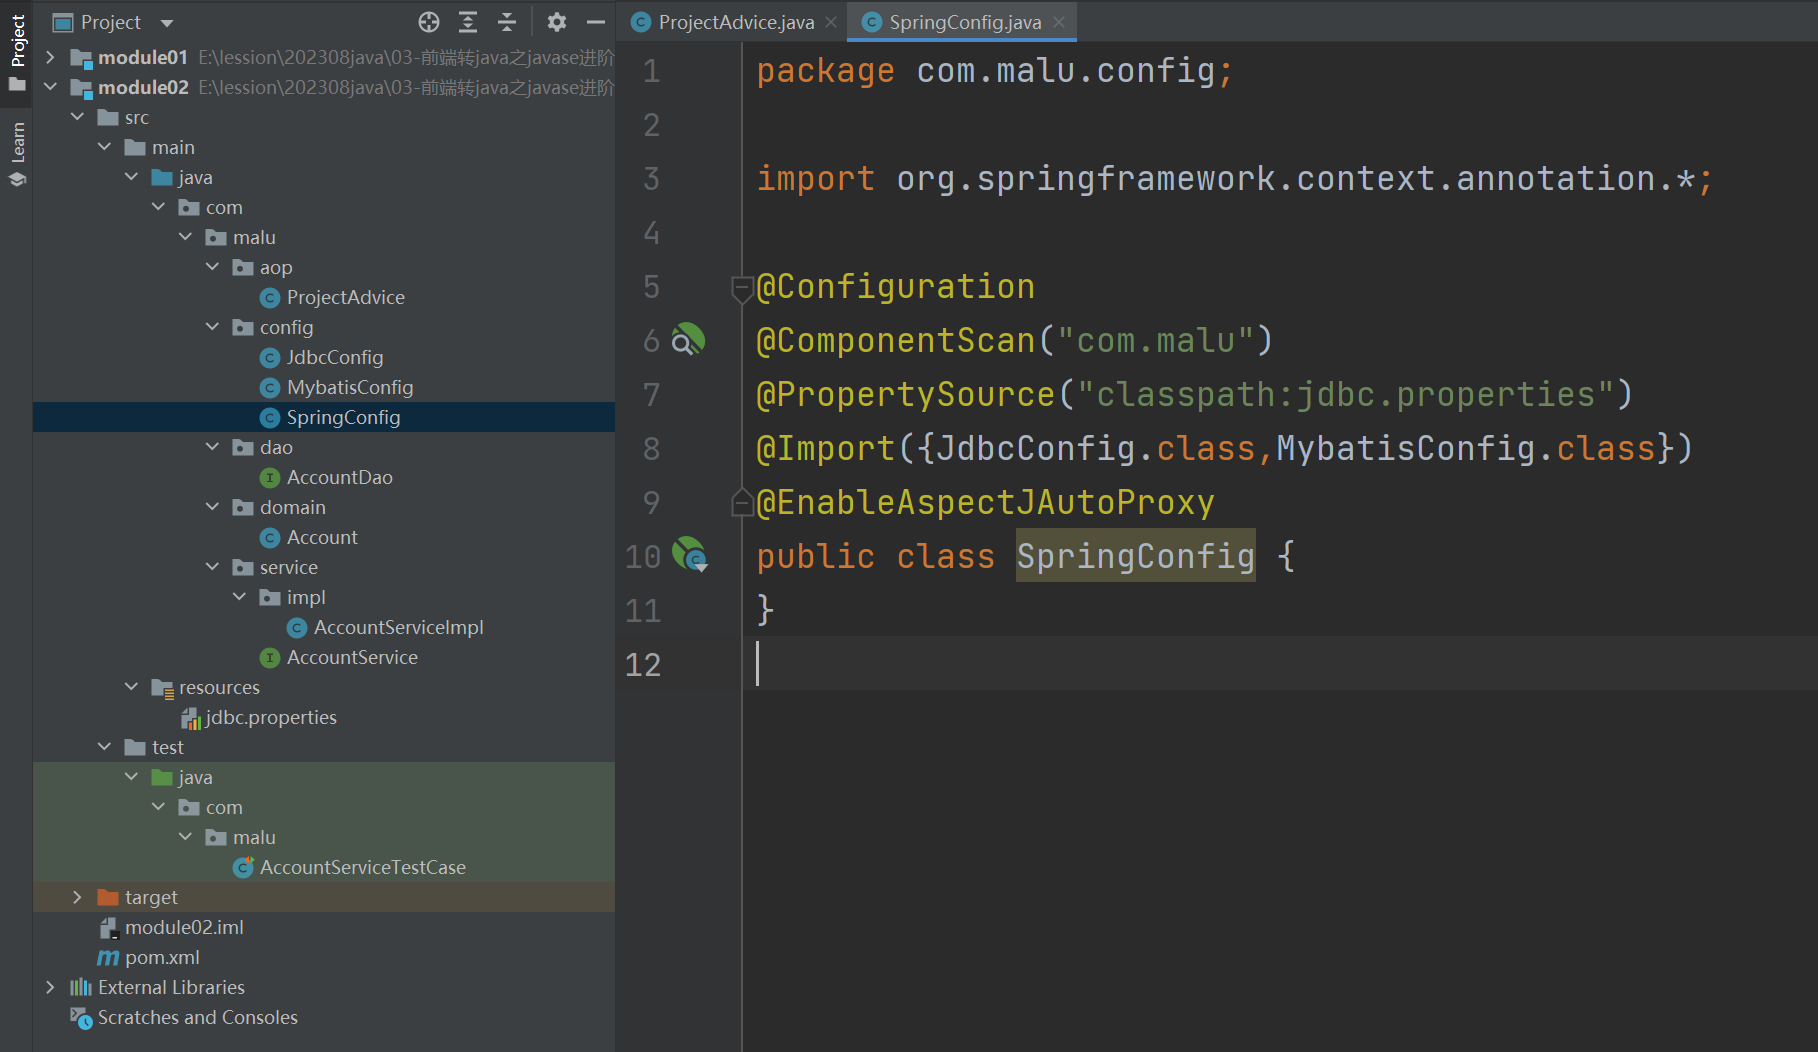 Project
Learn
Project
module01 E:\lession\202308java\03-前端转java之javase进阶
module02 E:\lession\202308java\03-前端转java之javase进阶
src
main
java
com
malu
aop
ProjectAdvice
config
JdbcConfig
MybatisConfig
SpringConfig
dao
AccountDao
domain
Account
service
impl
AccountServiceImpl
AccountService
resources
jdbc.properties
test
java
com
malu
AccountServiceTestCase
target
module02.iml
pom.xml
External Libraries
Scratches and Consoles
ProjectAdvice.java SpringConfig.java
1 package com.malu.config;
2
3 import org.springframework.context.annotation.*;
4
5 @Configuration
6 @ComponentScan("com.malu")
7 @PropertySource("classpath:jdbc.properties")
8 @Import({JdbcConfig.class,MybatisConfig.class})
9 @EnableAspectJAutoProxy
10 public class SpringConfig {
11 }
12